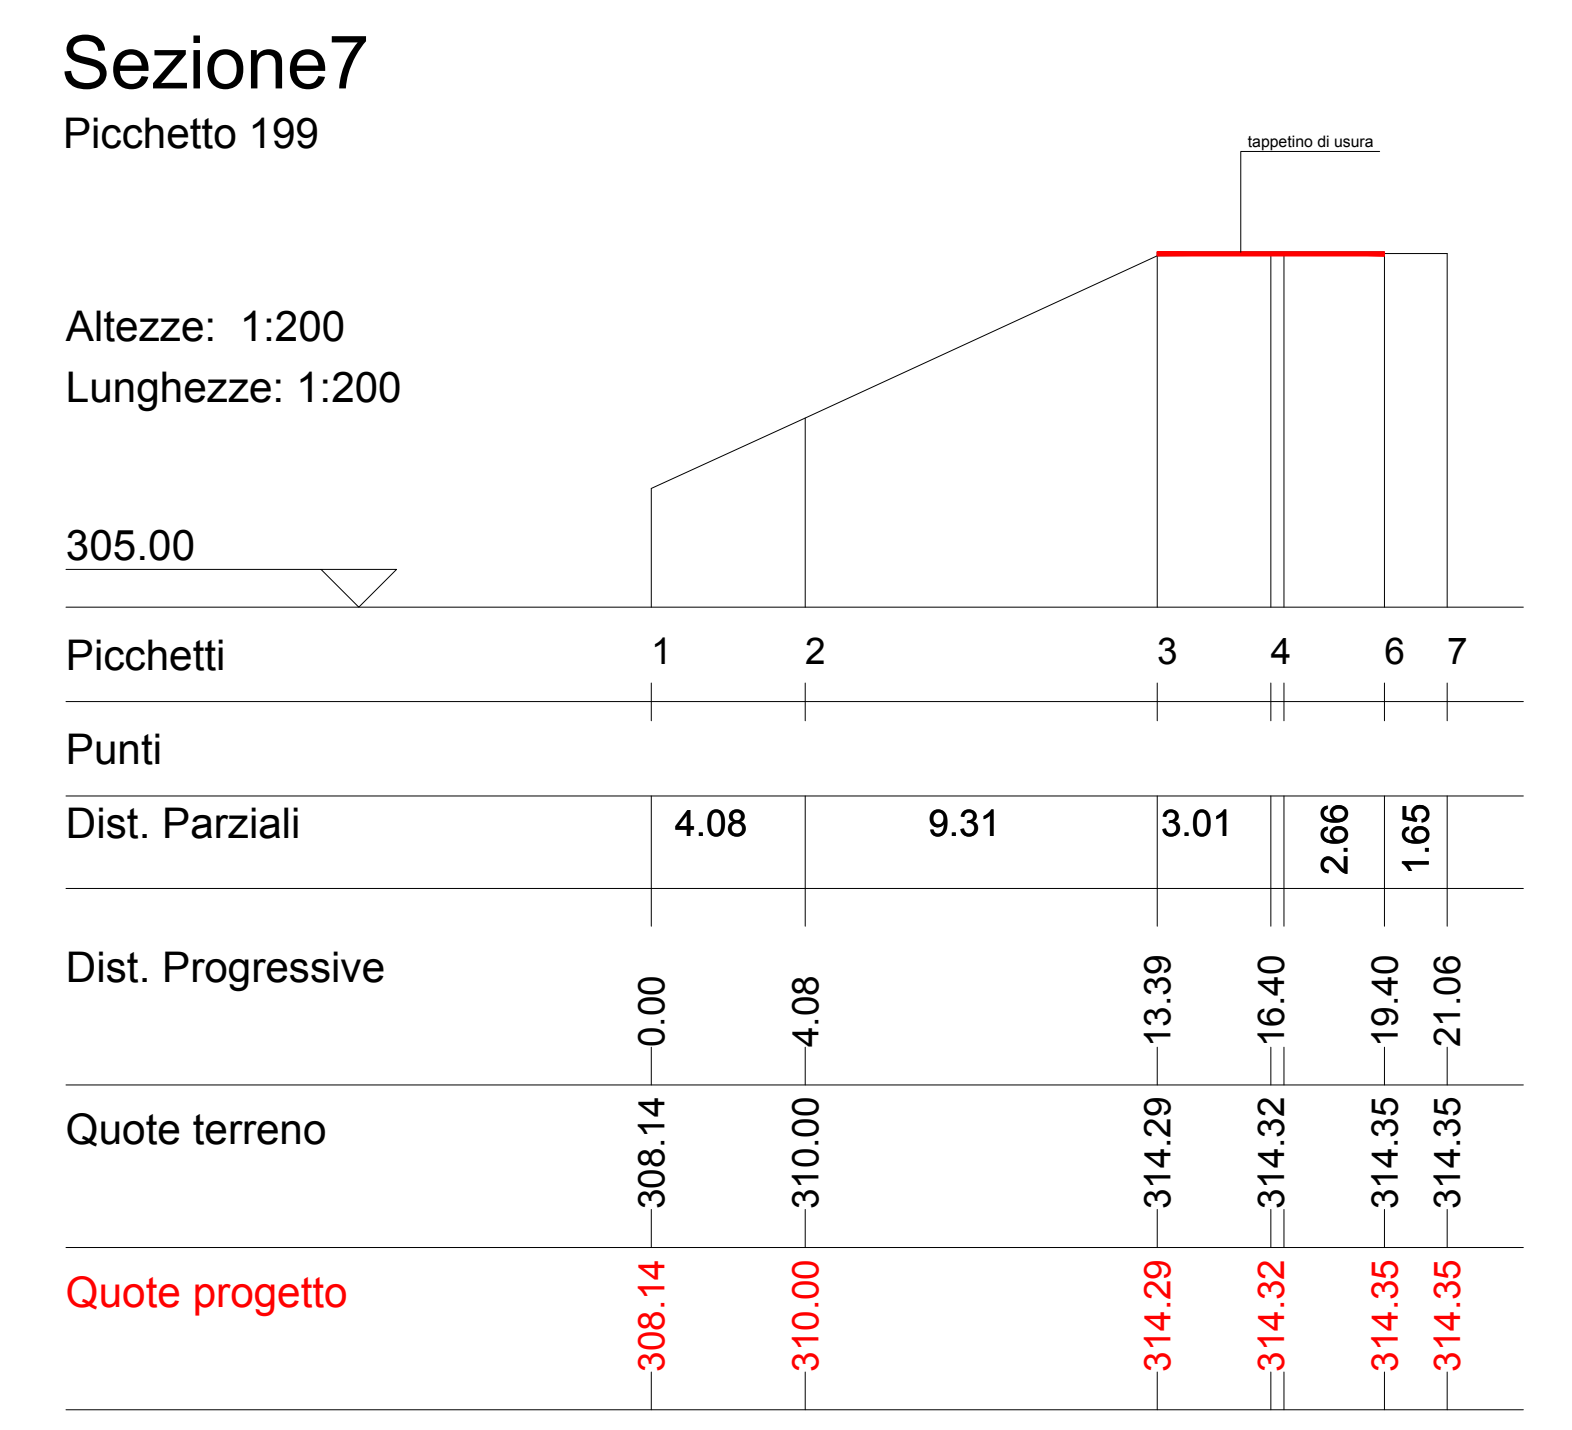 Sezione7
Picchetto 199
tappetino di usura
Altezze: 1:200
Lunghezze: 1:200
305.00
Picchetti 1 2 3 4 6 7
Punti
Dist. Parziali 4.08 9.31 3.01 2.66 1.65
Dist. Progressive 0.00 4.08 13.39 16.40 19.40 21.06
Quote terreno 308.14 310.00 314.29 314.32 314.35 314.35
Quote progetto 308.14 310.00 314.29 314.32 314.35 314.35